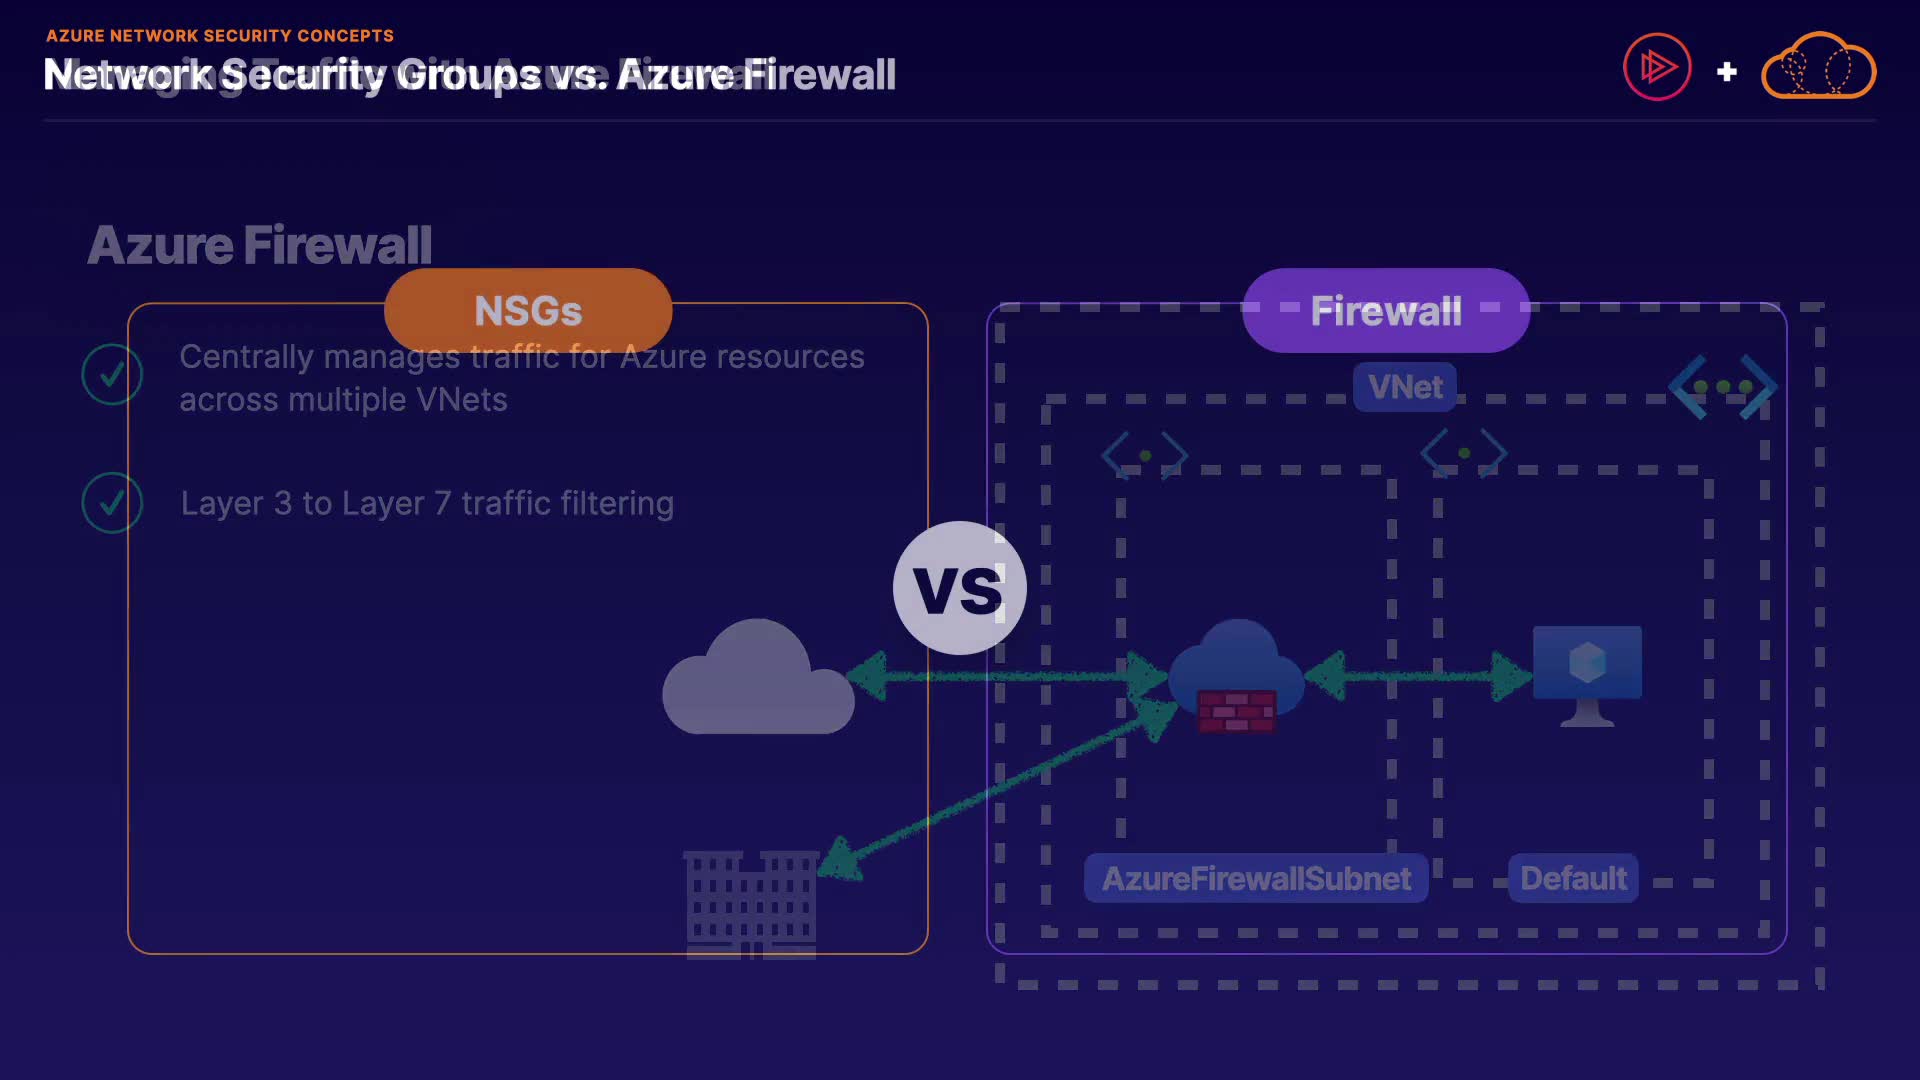 AZURE NETWORK SECURITY CONCEPTS
Network Security Groups vs. Azure Firewall
Azure Firewall
NSGs
Firewall
Centrally manages traffic for Azure resources
across multiple VNets
VNet
Layer 3 to Layer 7 traffic filtering
VS
AzureFirewallSubnet
Default